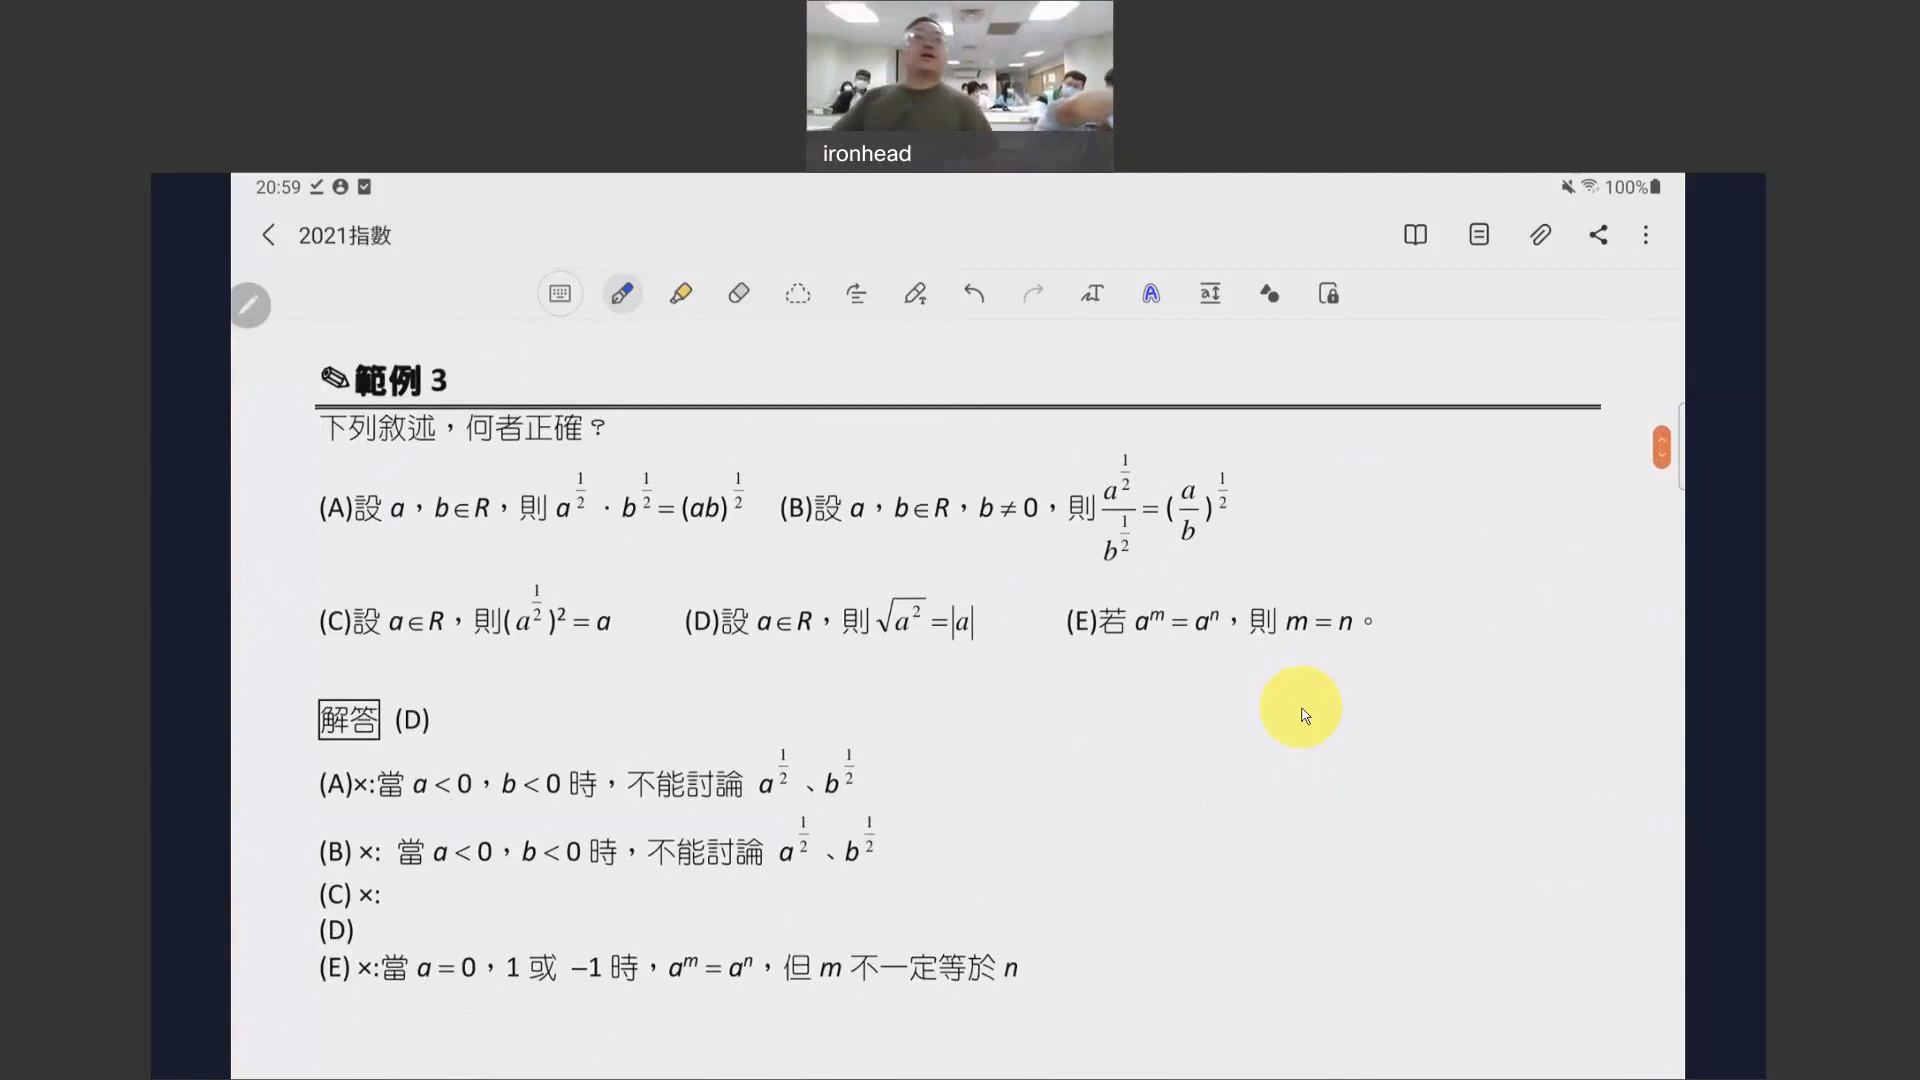 ironhead
20:59 100%
2021指數
範例 3
下列敘述，何者正確？
(A)設 a，b∈R，則 a^{1/2}·b^{1/2}=(ab)^{1/2} (B)設 a，b∈R，b≠0，則 a^{1/2}/b^{1/2}=(a/b)^{1/2}
(C)設 a∈R，則(a^{1/2})²=a (D)設 a∈R，則 √a²=|a| (E)若 a^m=a^n，則 m=n。
解答 (D)
(A)×:當 a<0，b<0 時，不能討論 a^{1/2}、b^{1/2}
(B) ×: 當 a<0，b<0 時，不能討論 a^{1/2}、b^{1/2}
(C) ×:
(D)
(E) ×:當 a=0，1 或 –1 時，a^m=a^n，但 m 不一定等於 n